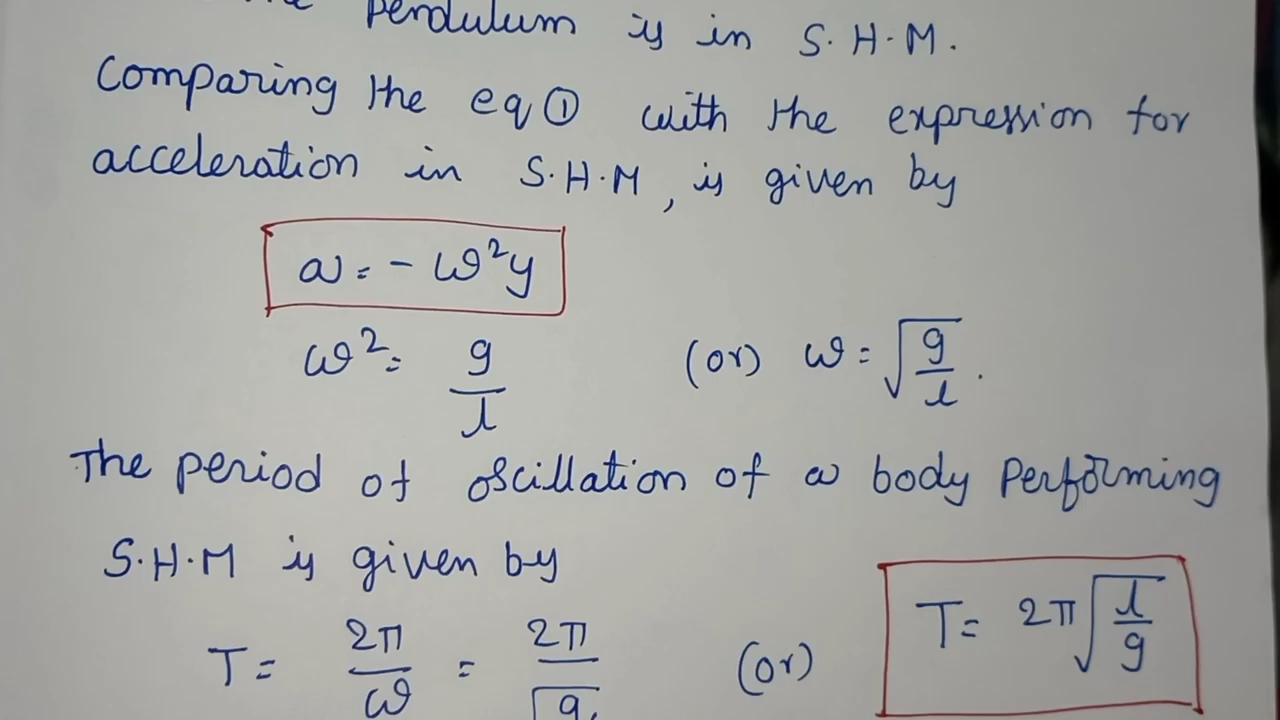 the Pendulum is in S.H.M.
Comparing the eq ① with the expression for
acceleration in S.H.M, is given by
a = - ω²y
ω² = g/l (or) ω = √(g/l).
The period of oscillation of a body Performing
S.H.M is given by
T = 2π/ω = 2π/√g (or) T = 2π√(l/g)